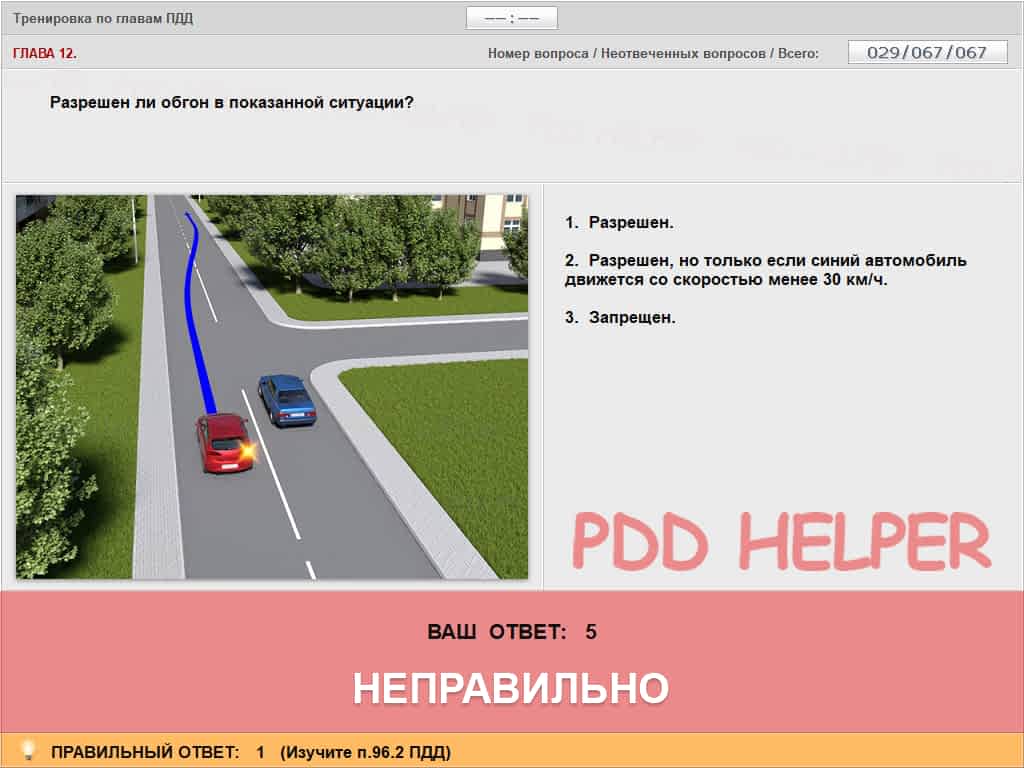 Тренировка по главам ПДД
–– : ––
ГЛАВА 12.
Номер вопроса / Неотвеченных вопросов / Всего:
029/067/067
Разрешен ли обгон в показанной ситуации?
1. Разрешен.
2. Разрешен, но только если синий автомобиль
движется со скоростью менее 30 км/ч.
3. Запрещен.
PDD HELPER
ВАШ ОТВЕТ: 5
НЕПРАВИЛЬНО
ПРАВИЛЬНЫЙ ОТВЕТ: 1 (Изучите п.96.2 ПДД)